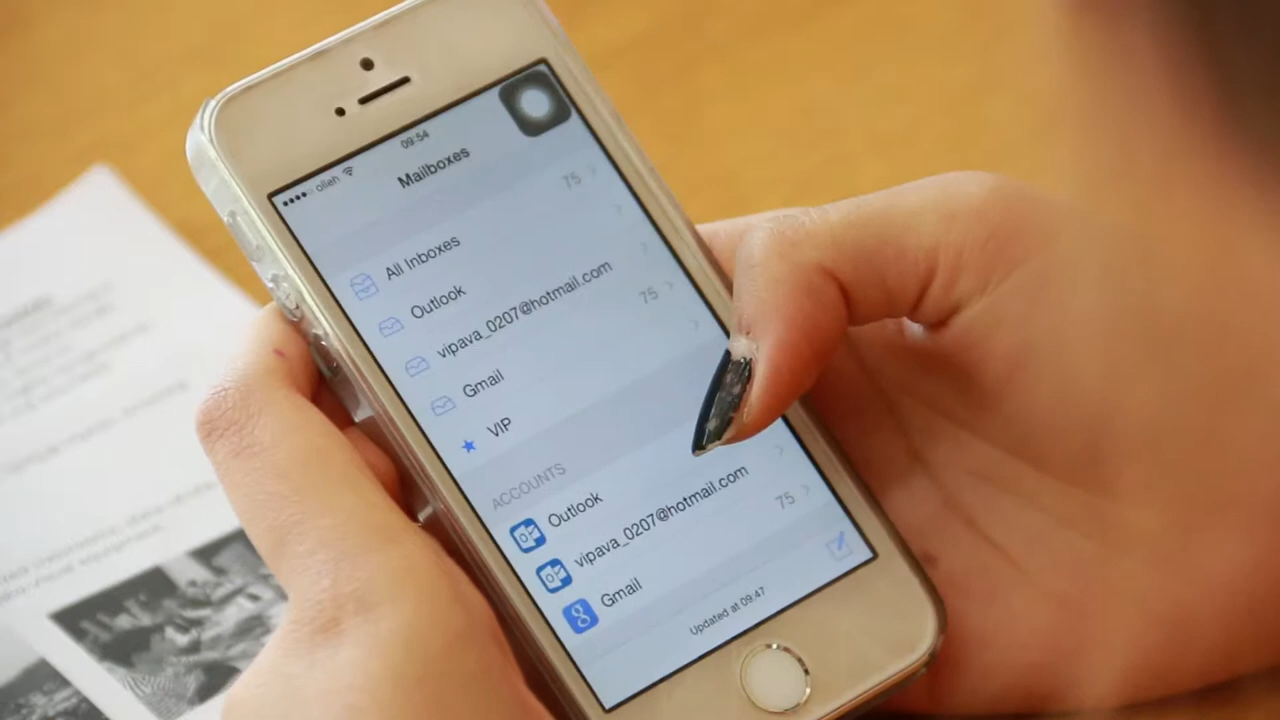 olleh
09:54
Mailboxes
All Inboxes 75
Outlook
vipava_0207@hotmail.com
Gmail 75
VIP
ACCOUNTS
Outlook
vipava_0207@hotmail.com
Gmail 75
Updated at 09:47